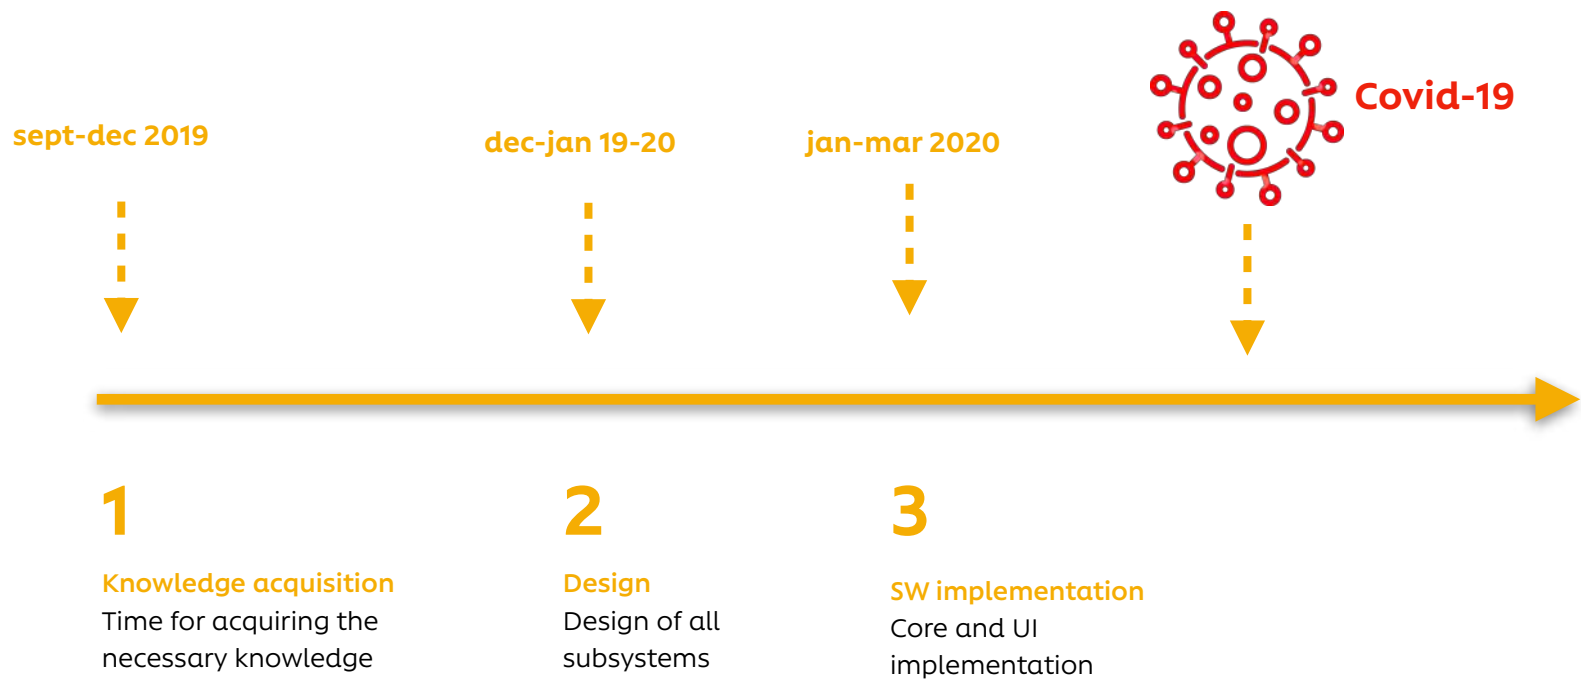 sept-dec 2019
dec-jan 19-20
jan-mar 2020
Covid-19
1
Knowledge acquisition
Time for acquiring the
necessary knowledge
2
Design
Design of all
subsystems
3
SW implementation
Core and UI
implementation